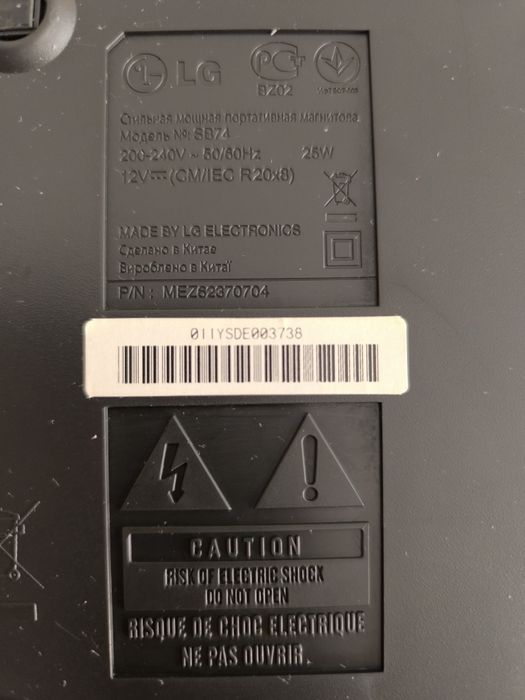 LG
BZ02
Стильная мощная портативная магнитола
Модель №: SB74
200-240V ~ 50/60Hz 25W
12V (CM/IEC R20x8)
MADE BY LG ELECTRONICS
Сделано в Китае
Вироблено в Китаї
P/N : MEZ62370704
011YSDE003738
CAUTION
RISK OF ELECTRIC SHOCK
DO NOT OPEN
RISQUE DE CHOC ELECTRIQUE
NE PAS OUVRIR.